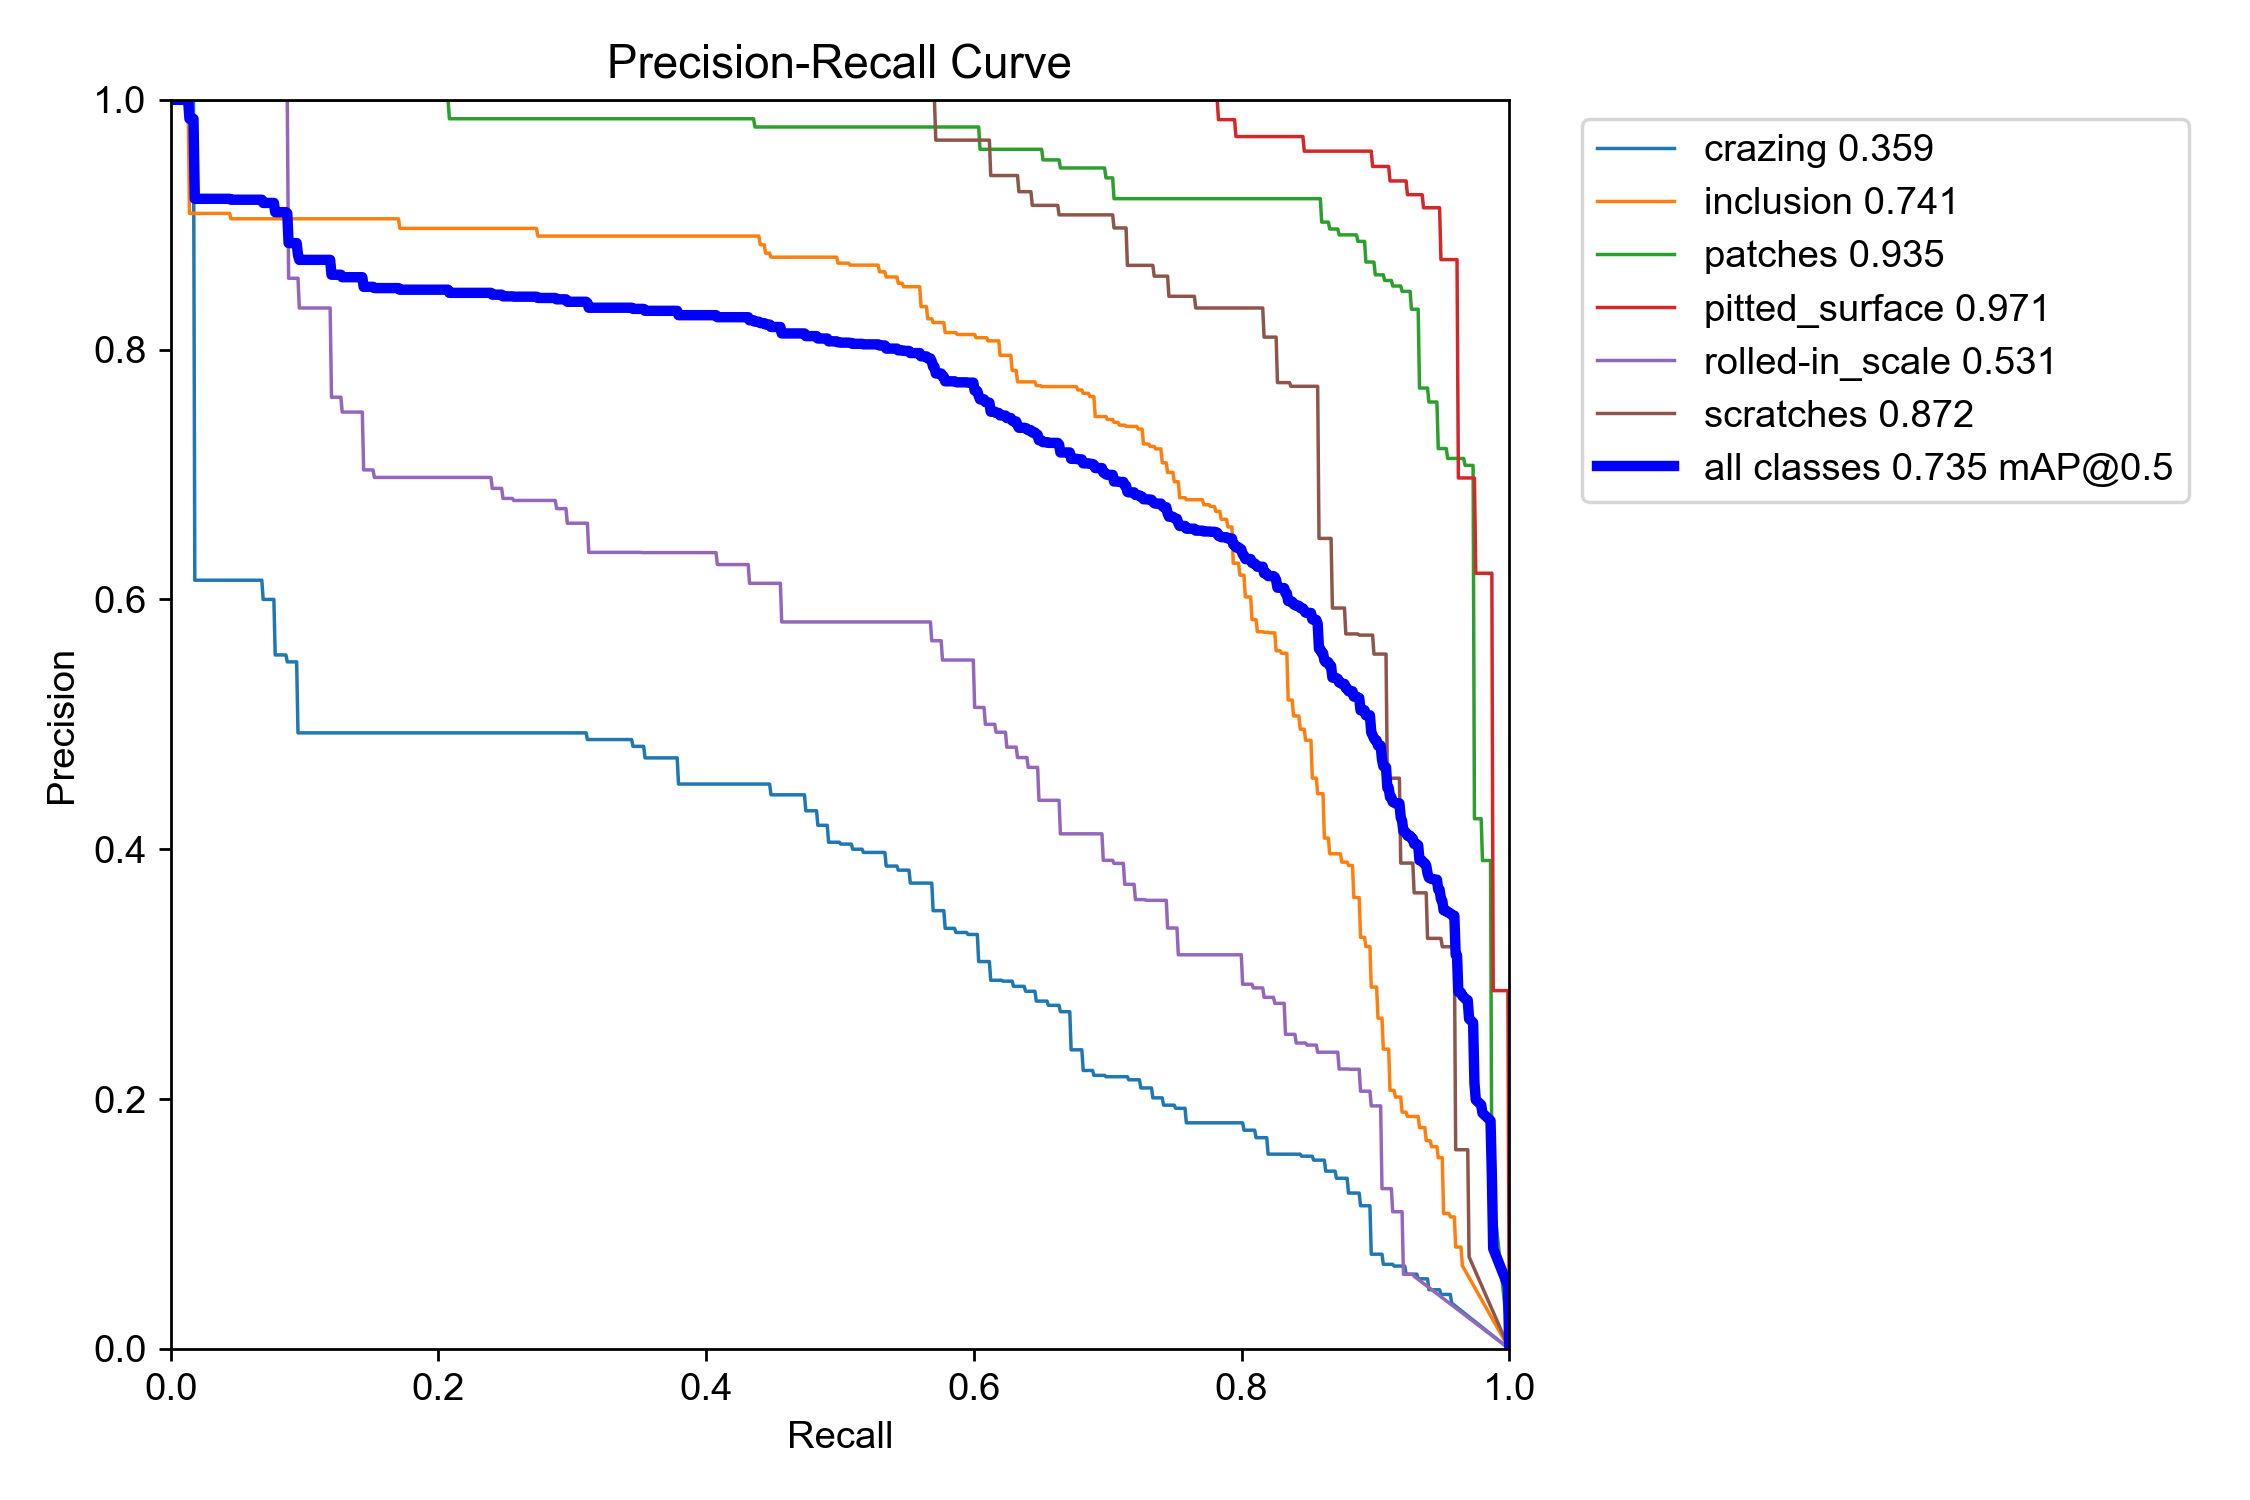 Precision-Recall Curve
1.0
0.8
0.6
0.4
0.2
0.0
Precision
0.0 0.2 0.4 0.6 0.8 1.0
Recall
crazing 0.359
inclusion 0.741
patches 0.935
pitted_surface 0.971
rolled-in_scale 0.531
scratches 0.872
all classes 0.735 mAP@0.5